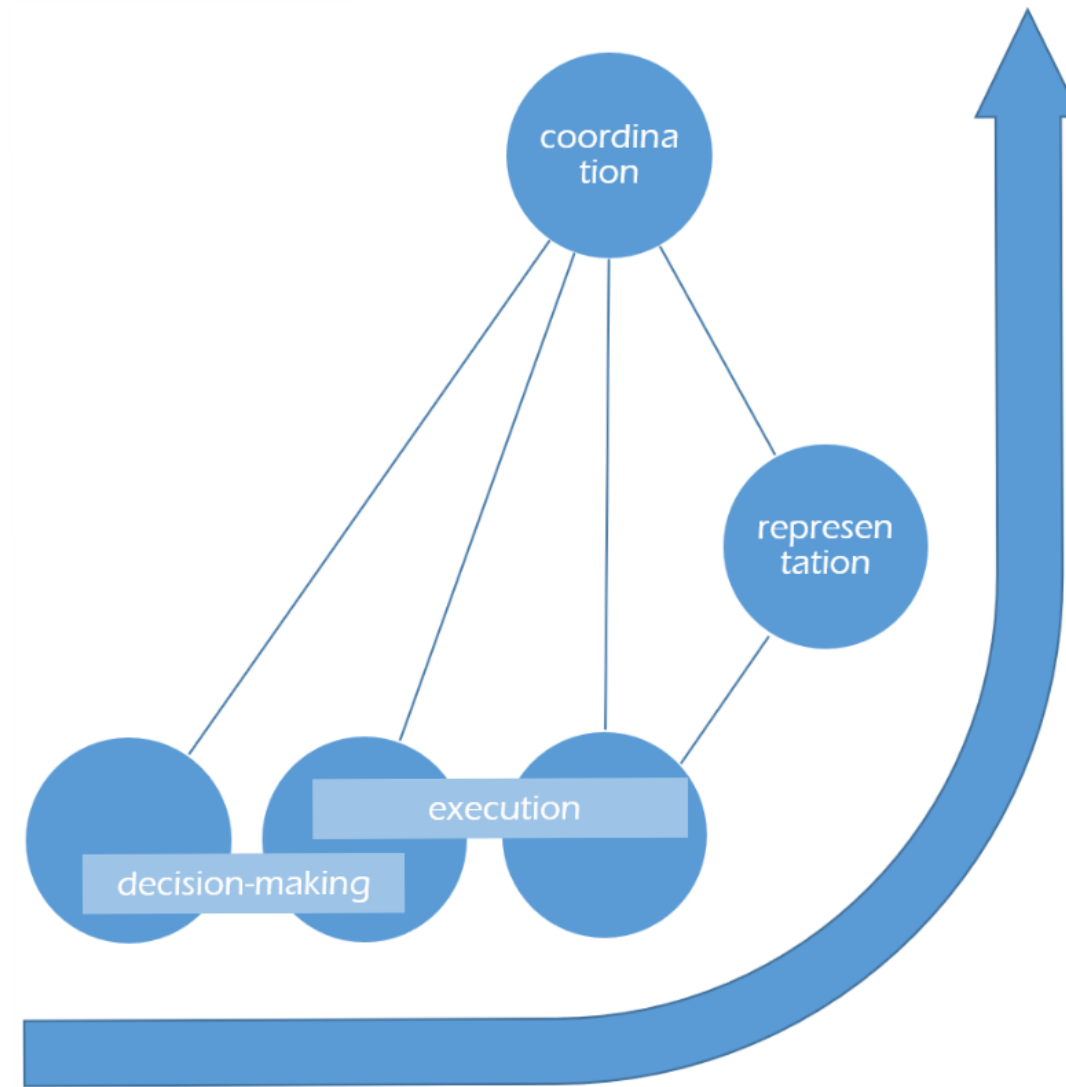 coordina
tion
represen
tation
execution
decision-making